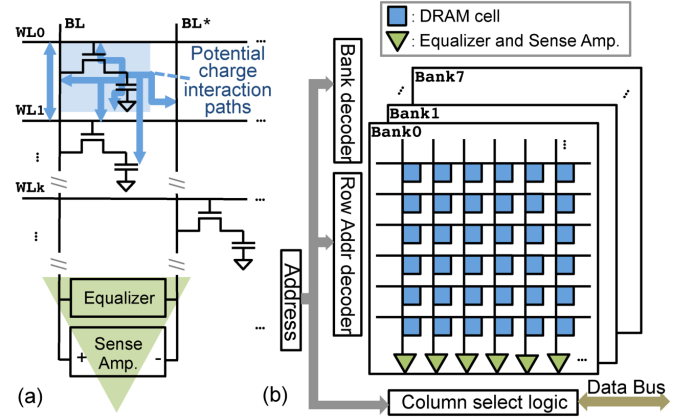 BL
BL*
WL0
Potential
charge
interaction
paths
WL1
WLk
Equalizer
Sense
Amp.
+
-
(a)
: DRAM cell
: Equalizer and Sense Amp.
Bank decoder
Row Addr decoder
Address
Bank7
Bank1
Bank0
Column select logic
Data Bus
(b)